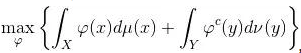 \max_{\varphi} \left\{ \int_X \varphi(x) d\mu(x) + \int_Y \varphi^c(y) d\nu(y) \right\},